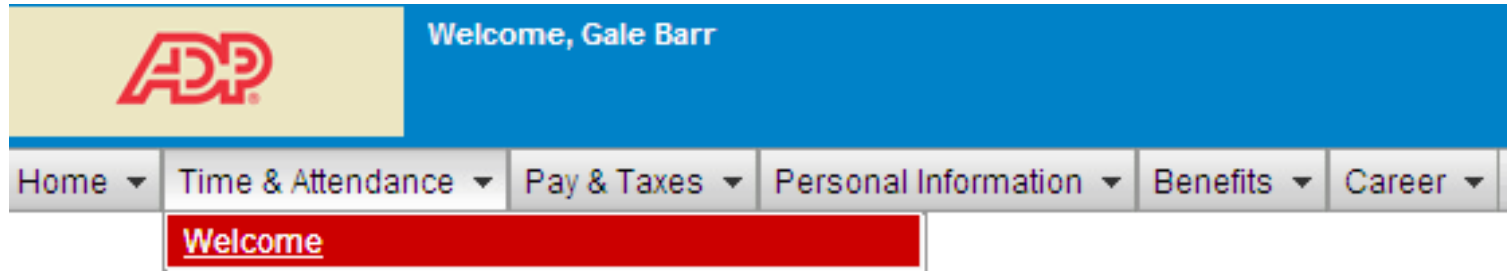 Welcome, Gale Barr
ADP
Home Time & Attendance Pay & Taxes Personal Information Benefits Career
Welcome